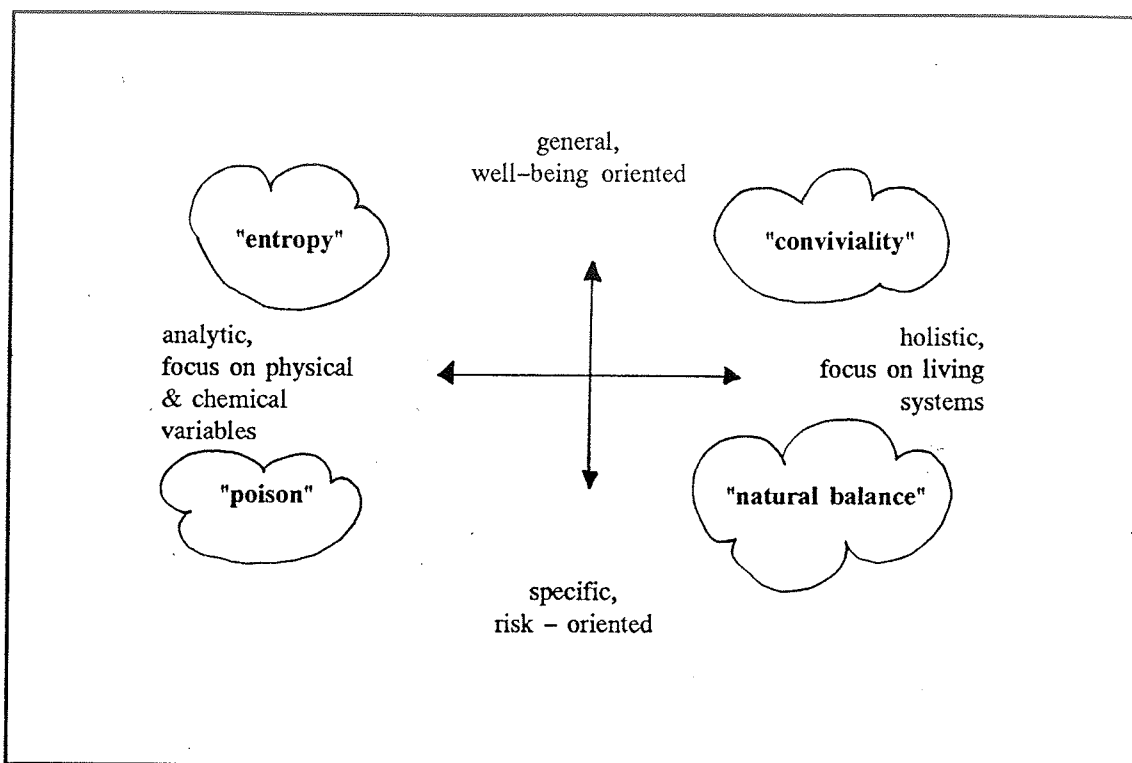 general,
well-being oriented
"entropy"
"conviviality"
analytic,
focus on physical
& chemical
variables
holistic,
focus on living
systems
"poison"
"natural balance"
specific,
risk - oriented